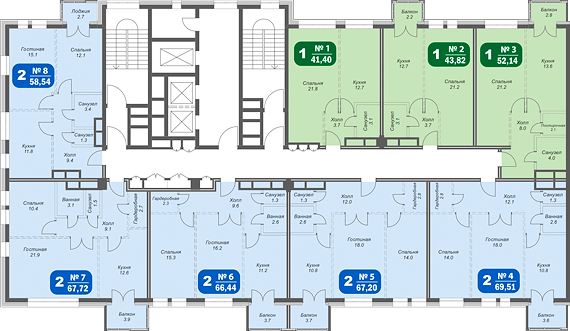 Лоджия
2.7
Гостиная
15.1
Спальня
12.1
2
№ 8
58,54
Санузел
3.4
Санузел
1.3
Кухня
11.8
Холл
9.4
Балкон
2.2
Балкон
2.8
1
№ 1
41,40
Спальня
21.8
Кухня
12.7
Холл
3.7
Санузел
3.1
1
№ 2
43,82
Кухня
12.7
Спальня
21.2
Санузел
3.1
Холл
3.7
1
№ 3
52,14
Спальня
21.2
Кухня
13.6
Холл
8.0
2.1
Санузел
4.0
Спальня
10.4
Ванная
3.1
Санузел
1.5
Гардеробная
2.7
Холл
9.1
Гостиная
21.9
Кухня
12.6
2
№ 7
67,72
Балкон
3.9
Гардеробная
2.3
Холл
9.6
Санузел
1.3
Ванная
2.6
Спальня
15.3
Гостиная
16.2
Кухня
11.2
2
№ 6
66,44
Балкон
3.7
Санузел
1.3
Ванная
2.6
Холл
12.0
Гардеробная
2.8
Гостиная
18.0
Кухня
10.8
Спальня
14.0
2
№ 5
67,20
Балкон
3.7
Гардеробная
2.9
Холл
12.1
Санузел
1.3
Ванная
2.6
Спальня
14.0
Гостиная
18.0
Кухня
10.8
2
№ 4
69,51
Балкон
3.6